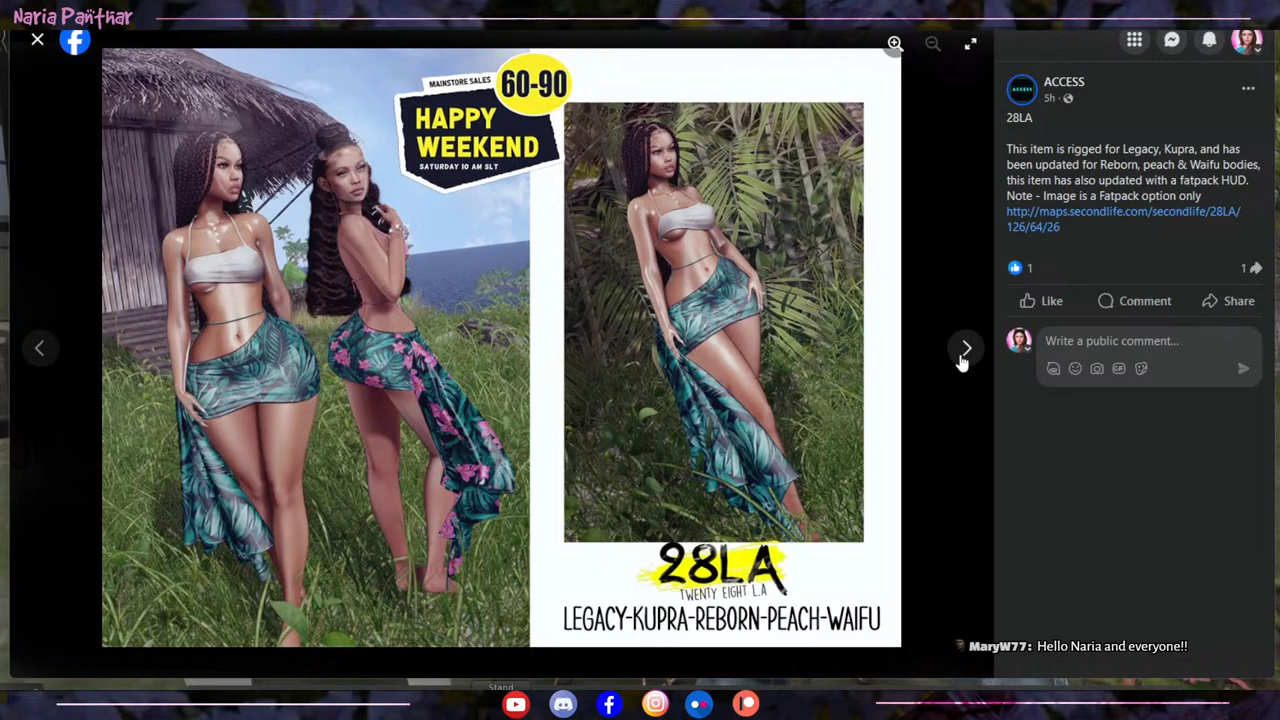 Naria Panthar
MAINSTORE SALES
60-90
HAPPY
WEEKEND
SATURDAY 10 AM SLT
28LA
TWENTY EIGHT L.A
LEGACY-KUPRA-REBORN-PEACH-WAIFU
ACCESS
ACCESS
5h ·
28LA
This item is rigged for Legacy, Kupra, and has
been updated for Reborn, peach & Waifu bodies,
this item has also updated with a fatpack HUD.
Note - Image is a Fatpack option only
http://maps.secondlife.com/secondlife/28LA/
126/64/26
1
1
Like
Comment
Share
Write a public comment...
GIF
MaryW77: Hello Naria and everyone!!
Stand